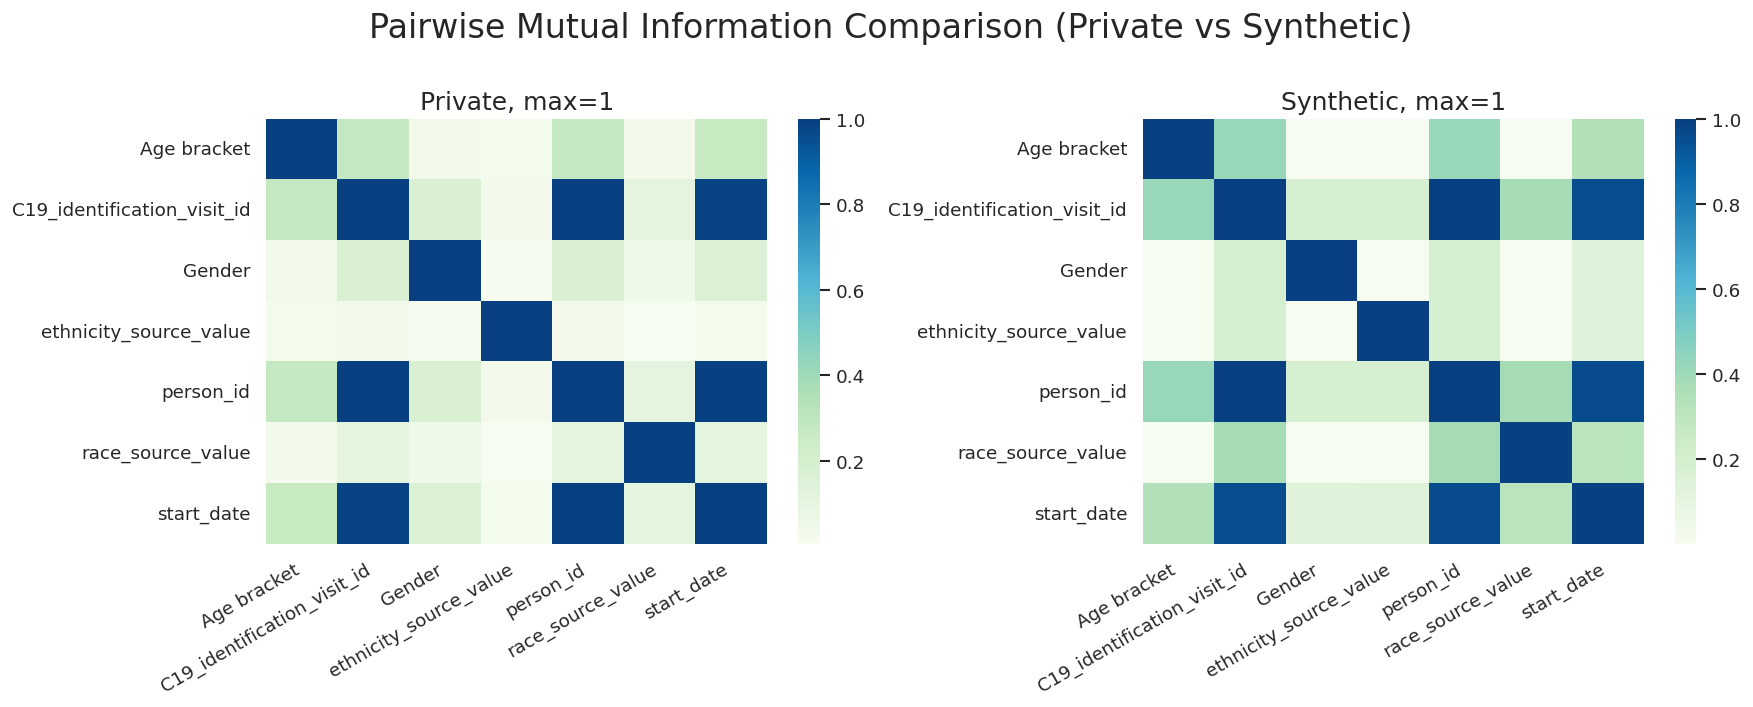 Pairwise Mutual Information Comparison (Private vs Synthetic)
Private, max=1
Age bracket
C19_identification_visit_id
Gender
ethnicity_source_value
person_id
race_source_value
start_date
Age bracket
C19_identification_visit_id
Gender
ethnicity_source_value
person_id
race_source_value
start_date
1.0
0.8
0.6
0.4
0.2
Synthetic, max=1
Age bracket
C19_identification_visit_id
Gender
ethnicity_source_value
person_id
race_source_value
start_date
Age bracket
C19_identification_visit_id
Gender
ethnicity_source_value
person_id
race_source_value
start_date
1.0
0.8
0.6
0.4
0.2